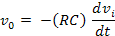 v₀ = −(RC) dvᵢ/dt